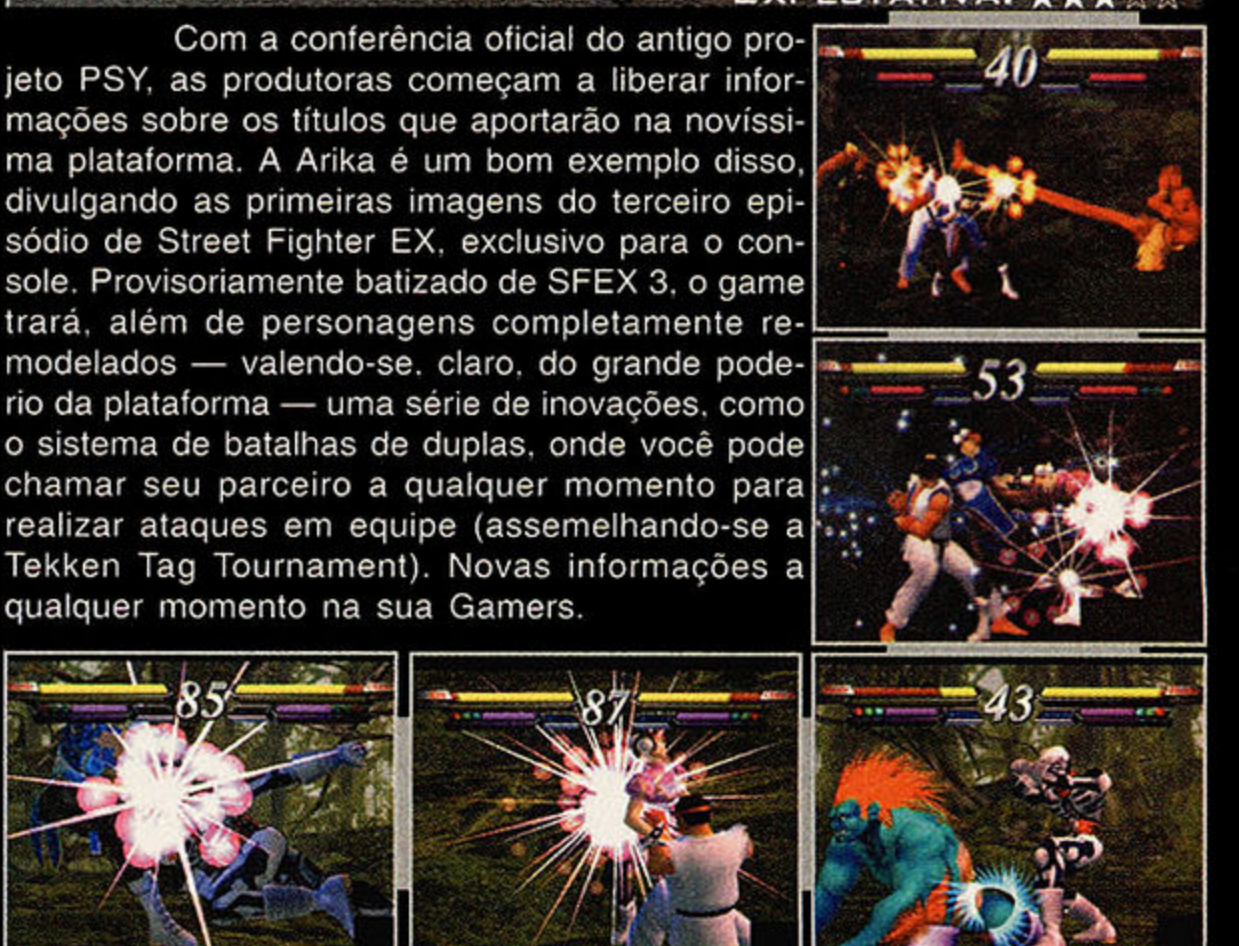 EXPECTATIVA: ★★★☆☆
Com a conferência oficial do antigo pro-
jeto PSY, as produtoras começam a liberar infor-
mações sobre os títulos que aportarão na novíssi-
ma plataforma. A Arika é um bom exemplo disso,
divulgando as primeiras imagens do terceiro epi-
sódio de Street Fighter EX, exclusivo para o con-
sole. Provisoriamente batizado de SFEX 3, o game
trará, além de personagens completamente re-
modelados — valendo-se, claro, do grande pode-
rio da plataforma — uma série de inovações, como
o sistema de batalhas de duplas, onde você pode
chamar seu parceiro a qualquer momento para
realizar ataques em equipe (assemelhando-se a
Tekken Tag Tournament). Novas informações a
qualquer momento na sua Gamers.
40
53
85
87
43